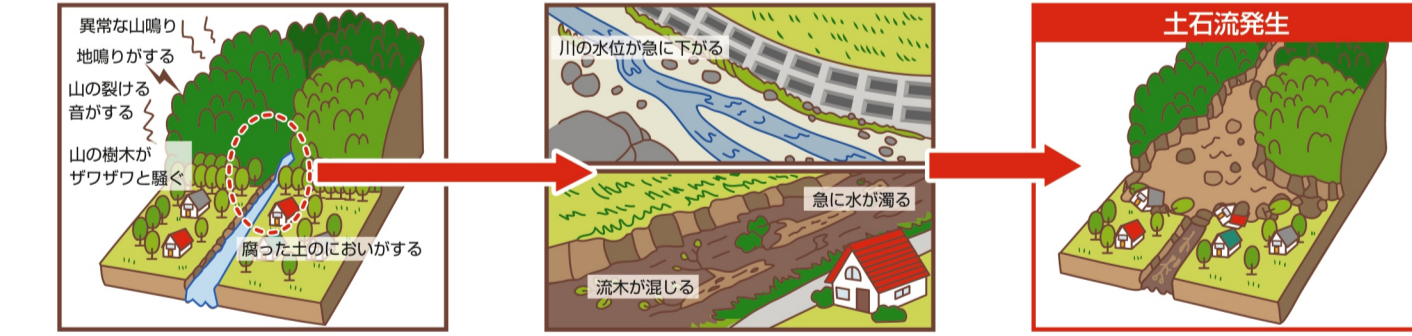 異常な山鳴り
地鳴りがする
山の裂ける
音がする
山の樹木が
ザワザワと騒ぐ
腐った土のにおいがする
川の水位が急に下がる
急に水が濁る
流木が混じる
土石流発生